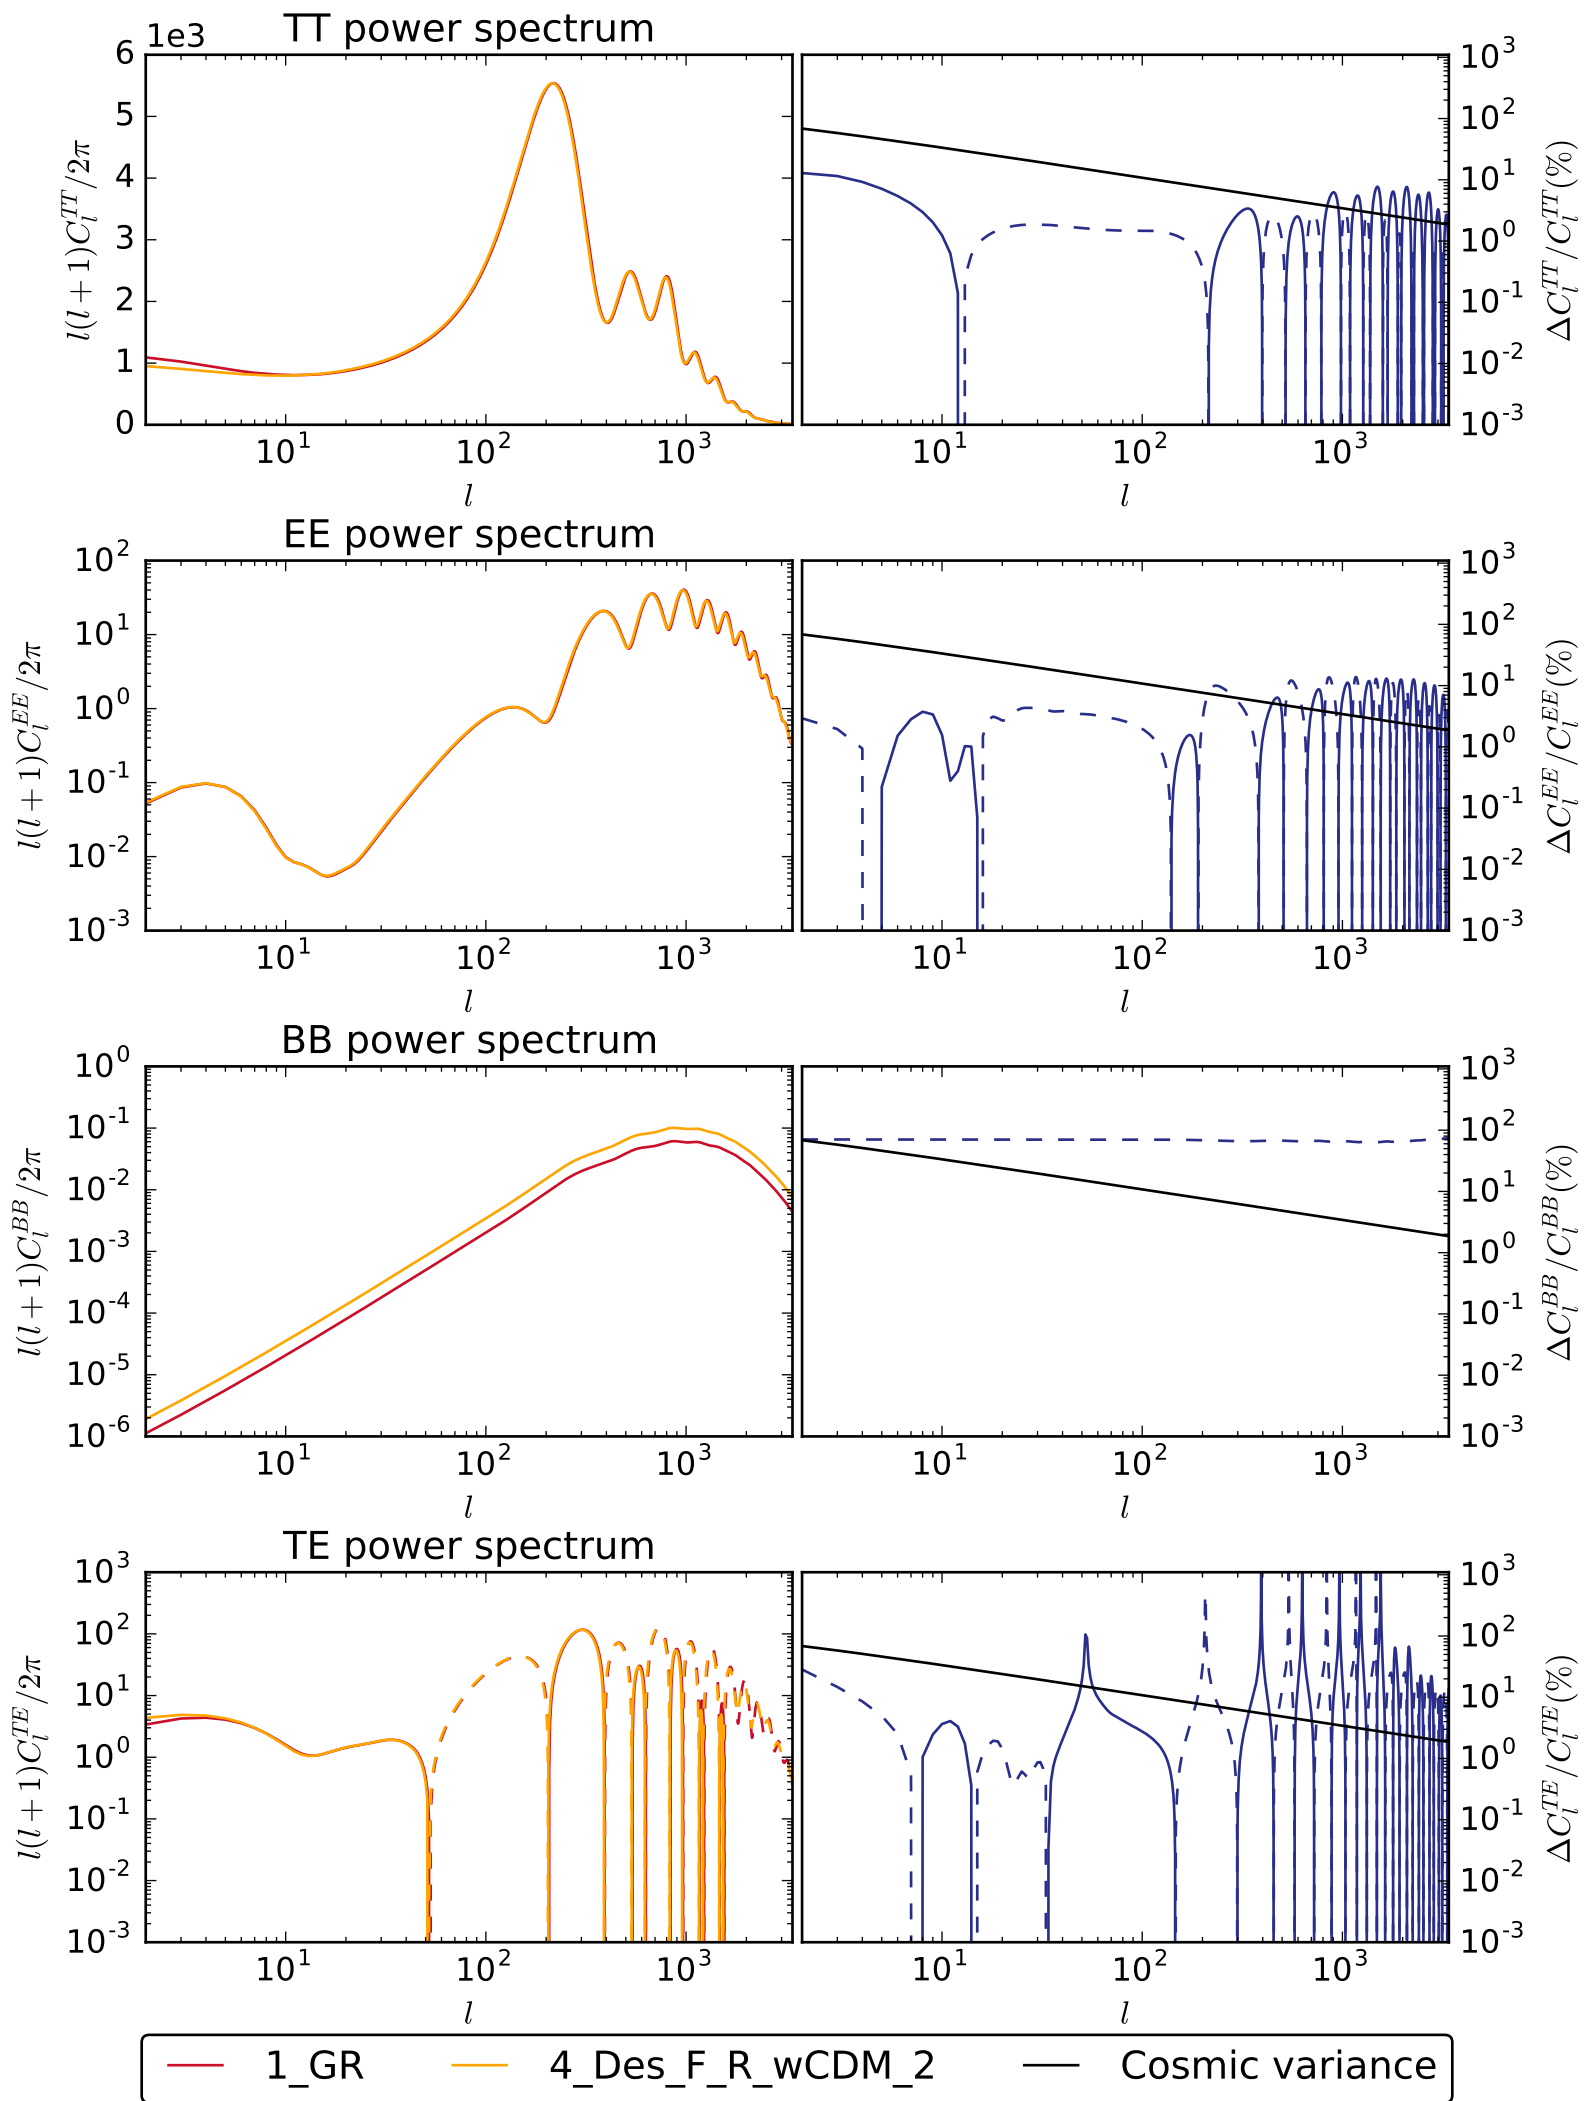 TT power spectrum
1e3
6
5
4
3
2
1
0
l(l+1)C_l^{TT}/2π
10^1 10^2 10^3
l
10^3
10^2
10^1
10^0
10^-1
10^-2
10^-3
ΔC_l^{TT}/C_l^{TT}(%)
10^1 10^2 10^3
l
EE power spectrum
10^2
10^1
10^0
10^-1
10^-2
10^-3
l(l+1)C_l^{EE}/2π
10^1 10^2 10^3
l
10^3
10^2
10^1
10^0
10^-1
10^-2
10^-3
ΔC_l^{EE}/C_l^{EE}(%)
10^1 10^2 10^3
l
BB power spectrum
10^0
10^-1
10^-2
10^-3
10^-4
10^-5
10^-6
l(l+1)C_l^{BB}/2π
10^1 10^2 10^3
l
10^3
10^2
10^1
10^0
10^-1
10^-2
10^-3
ΔC_l^{BB}/C_l^{BB}(%)
10^1 10^2 10^3
l
TE power spectrum
10^3
10^2
10^1
10^0
10^-1
10^-2
10^-3
l(l+1)C_l^{TE}/2π
10^1 10^2 10^3
l
10^3
10^2
10^1
10^0
10^-1
10^-2
10^-3
ΔC_l^{TE}/C_l^{TE}(%)
10^1 10^2 10^3
l
1_GR 4_Des_F_R_wCDM_2 Cosmic variance